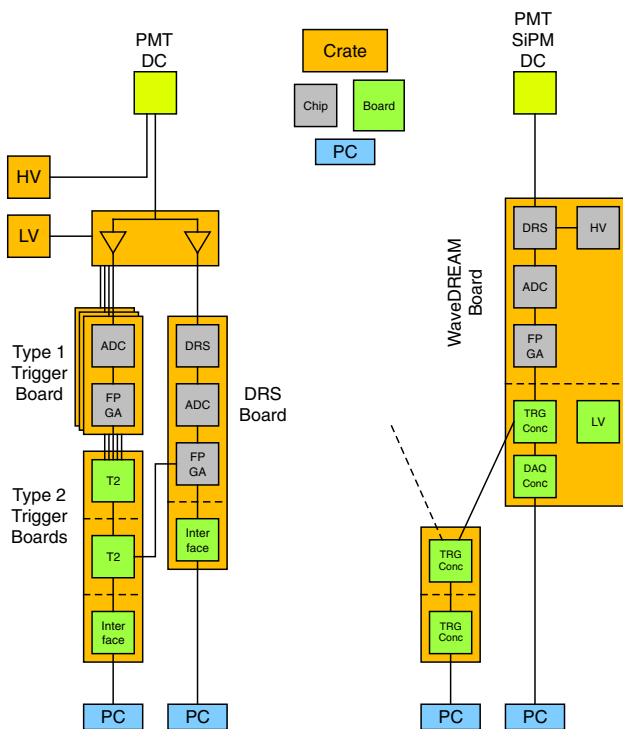 PMT
DC
Crate
Chip
Board
PC
PMT
SiPM
DC
HV
LV
Type 1
Trigger
Board
ADC
FP
GA
DRS
ADC
FP
GA
DRS
Board
Type 2
Trigger
Boards
T2
T2
Inter
face
Inter
face
PC
PC
WaveDREAM
Board
DRS
HV
ADC
FP
GA
TRG
Conc
LV
DAQ
Conc
TRG
Conc
TRG
Conc
PC
PC